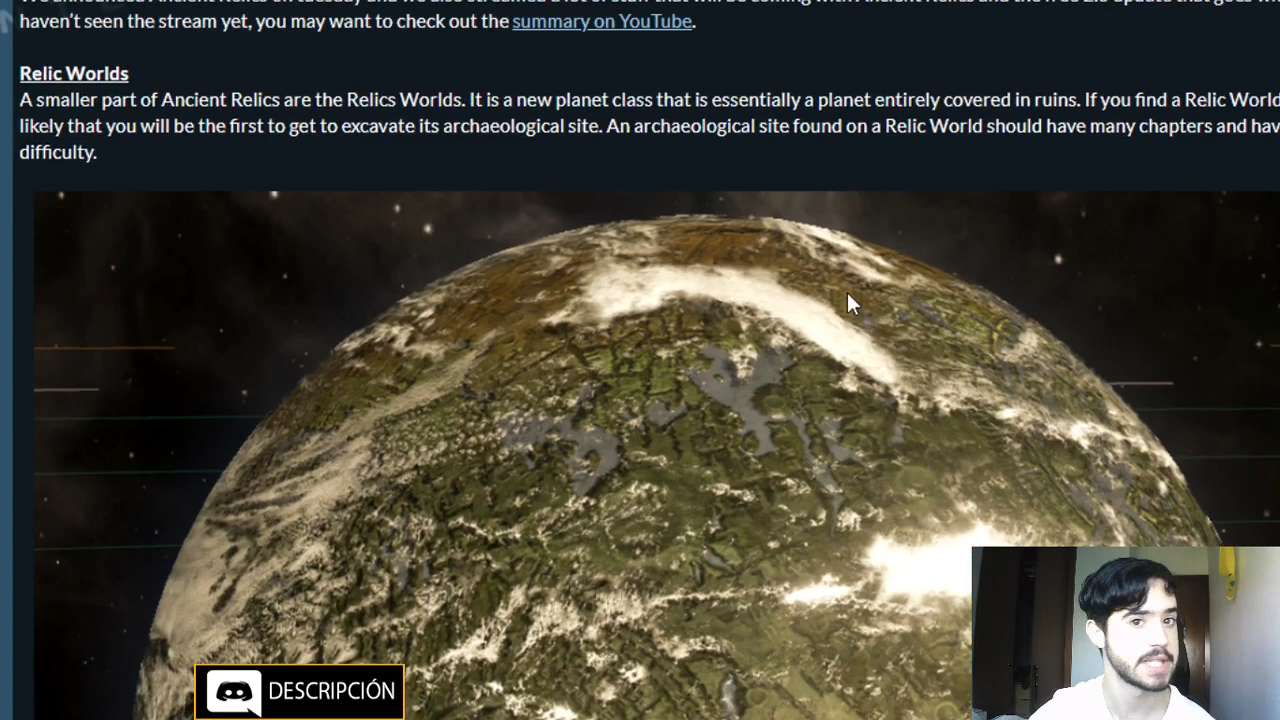 haven't seen the stream yet, you may want to check out the summary on YouTube.
Relic Worlds
A smaller part of Ancient Relics are the Relics Worlds. It is a new planet class that is essentially a planet entirely covered in ruins. If you find a Relic World
likely that you will be the first to get to excavate its archaeological site. An archaeological site found on a Relic World should have many chapters and hav
difficulty.
DESCRIPCIÓN